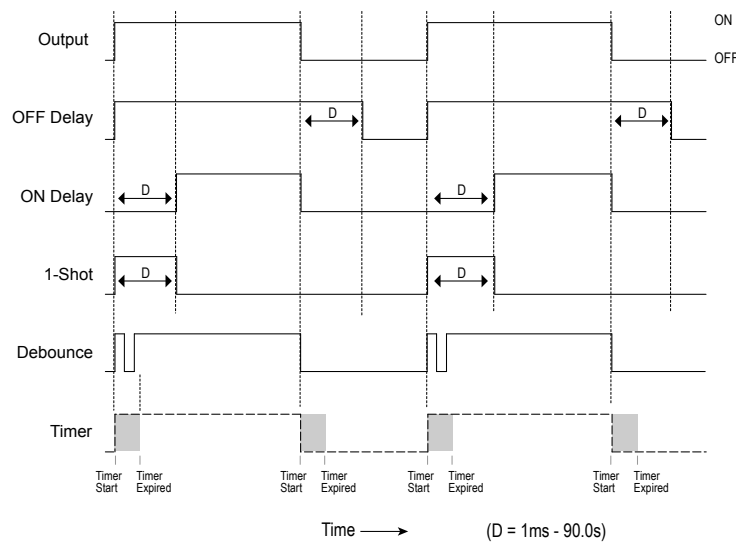 Output
ON
OFF
OFF Delay
D
D
ON Delay
D
D
1-Shot
D
D
Debounce
Timer
Timer Start
Timer Expired
Timer Start
Timer Expired
Timer Start
Timer Expired
Timer Start
Timer Expired
Time
(D = 1ms - 90.0s)